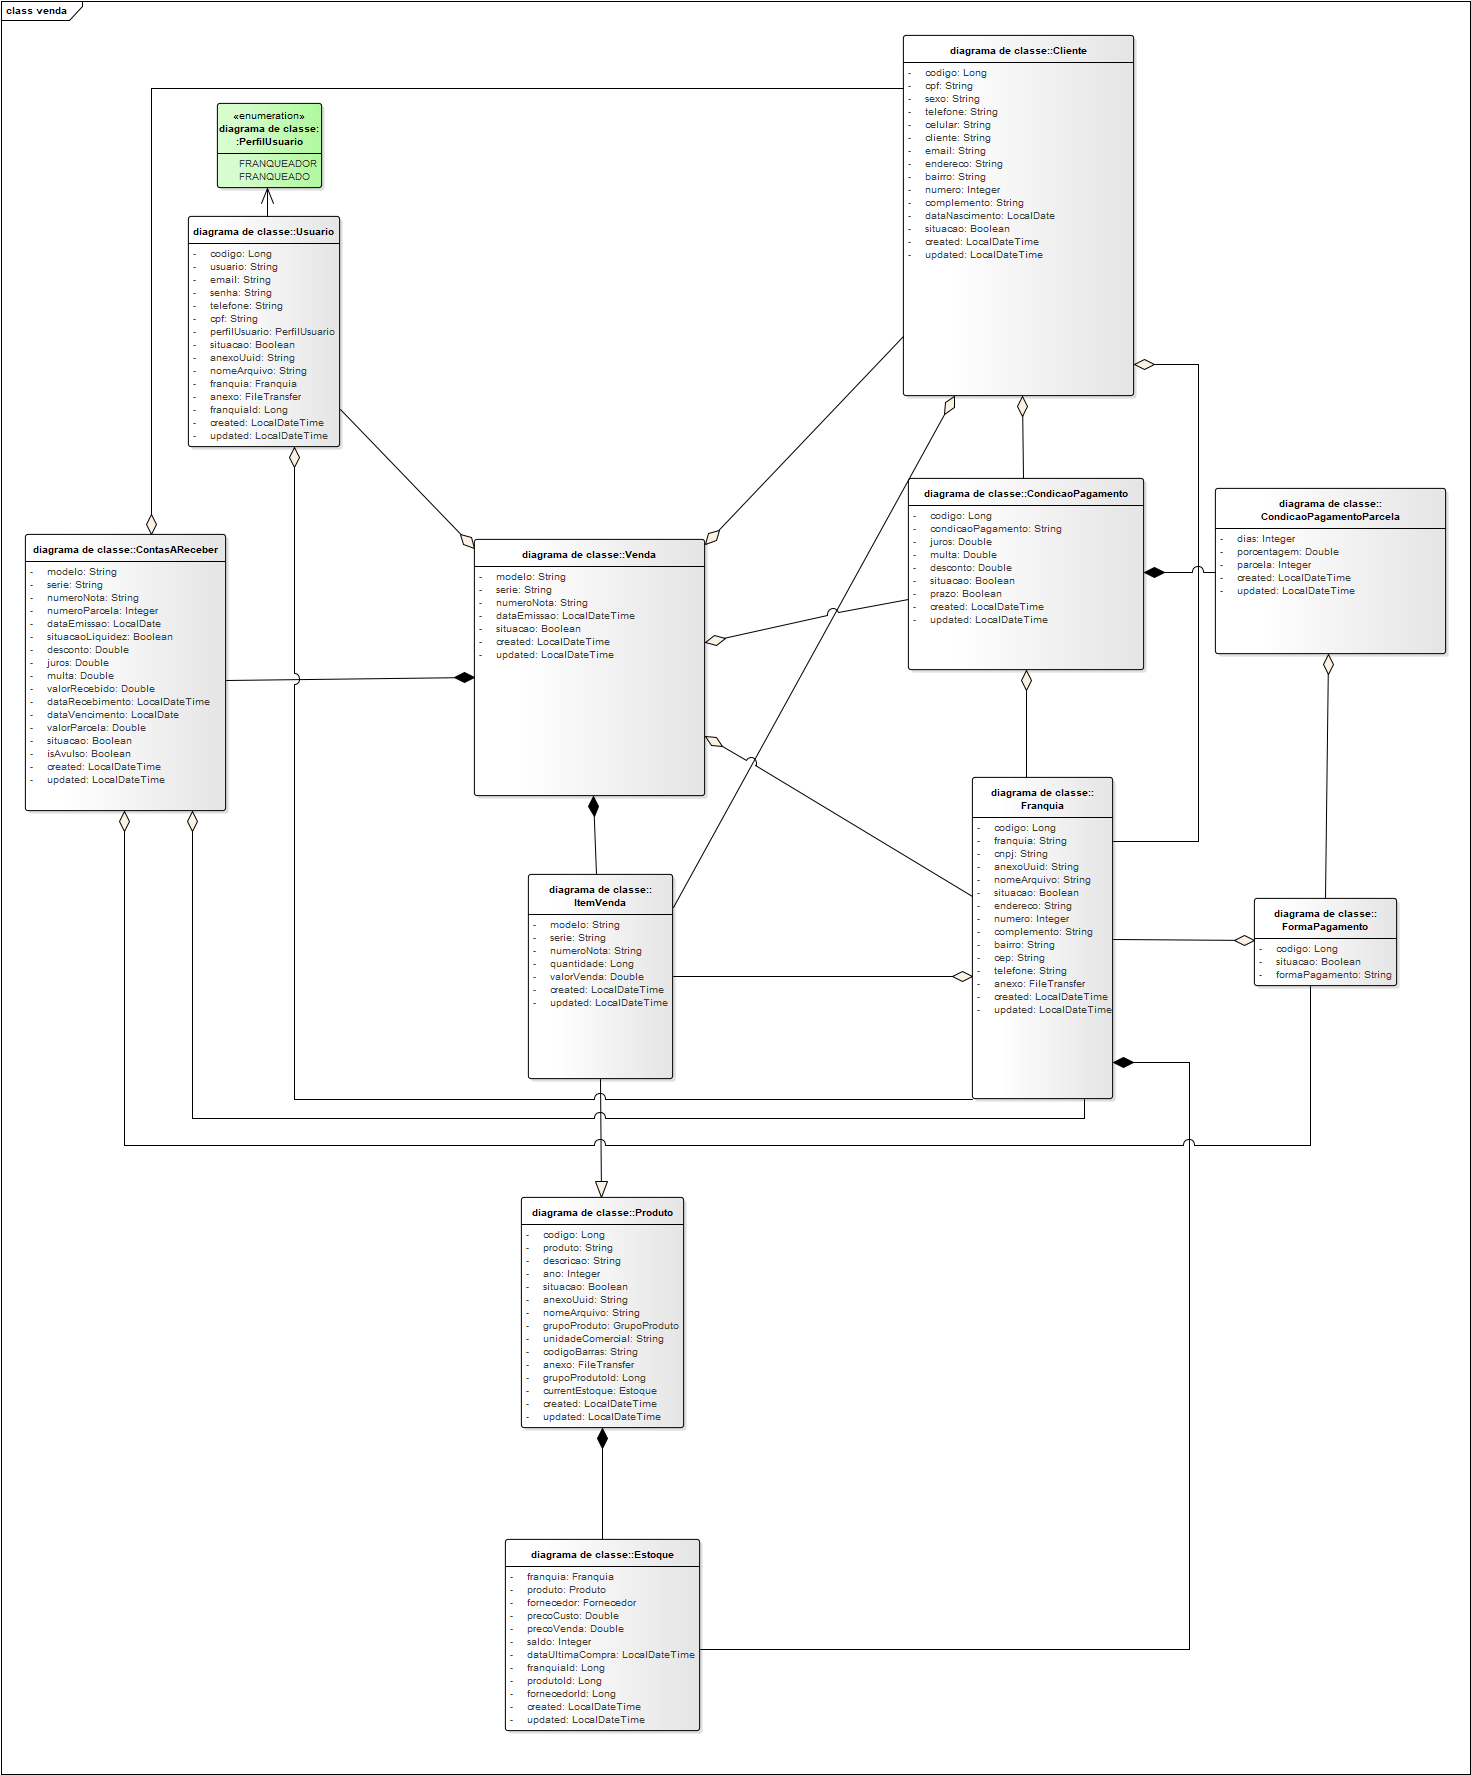 class venda
diagrama de classe::Cliente
- codigo: Long
- cpf: String
- sexo: String
- telefone: String
- celular: String
- cliente: String
- email: String
- endereco: String
- bairro: String
- numero: Integer
- complemento: String
- dataNascimento: LocalDate
- situacao: Boolean
- created: LocalDateTime
- updated: LocalDateTime
«enumeration»
diagrama de classe:
:PerfilUsuario
FRANQUEADOR
FRANQUEADO
diagrama de classe::Usuario
- codigo: Long
- usuario: String
- email: String
- senha: String
- telefone: String
- cpf: String
- perfilUsuario: PerfilUsuario
- situacao: Boolean
- anexoUuid: String
- nomeArquivo: String
- franquia: Franquia
- anexo: FileTransfer
- franquiaId: Long
- created: LocalDateTime
- updated: LocalDateTime
diagrama de classe::CondicaoPagamento
- codigo: Long
- condicaoPagamento: String
- juros: Double
- multa: Double
- desconto: Double
- situacao: Boolean
- prazo: Boolean
- created: LocalDateTime
- updated: LocalDateTime
diagrama de classe::
CondicaoPagamentoParcela
- dias: Integer
- porcentagem: Double
- parcela: Integer
- created: LocalDateTime
- updated: LocalDateTime
diagrama de classe::ContasAReceber
- modelo: String
- serie: String
- numeroNota: String
- numeroParcela: Integer
- dataEmissao: LocalDate
- situacaoLiquidez: Boolean
- desconto: Double
- juros: Double
- multa: Double
- valorRecebido: Double
- dataRecebimento: LocalDateTime
- dataVencimento: LocalDate
- valorParcela: Double
- situacao: Boolean
- isAvulso: Boolean
- created: LocalDateTime
- updated: LocalDateTime
diagrama de classe::Venda
- modelo: String
- serie: String
- numeroNota: String
- dataEmissao: LocalDateTime
- situacao: Boolean
- created: LocalDateTime
- updated: LocalDateTime
diagrama de classe::
Franquia
- codigo: Long
- franquia: String
- cnpj: String
- anexoUuid: String
- nomeArquivo: String
- situacao: Boolean
- endereco: String
- numero: Integer
- complemento: String
- bairro: String
- cep: String
- telefone: String
- anexo: FileTransfer
- created: LocalDateTime
- updated: LocalDateTime
diagrama de classe::
ItemVenda
- modelo: String
- serie: String
- numeroNota: String
- quantidade: Long
- valorVenda: Double
- created: LocalDateTime
- updated: LocalDateTime
diagrama de classe::
FormaPagamento
- codigo: Long
- situacao: Boolean
- formaPagamento: String
diagrama de classe::Produto
- codigo: Long
- produto: String
- descricao: String
- ano: Integer
- situacao: Boolean
- anexoUuid: String
- nomeArquivo: String
- grupoProduto: GrupoProduto
- unidadeComercial: String
- codigoBarras: String
- anexo: FileTransfer
- grupoProdutoId: Long
- currentEstoque: Estoque
- created: LocalDateTime
- updated: LocalDateTime
diagrama de classe::Estoque
- franquia: Franquia
- produto: Produto
- fornecedor: Fornecedor
- precoCusto: Double
- precoVenda: Double
- saldo: Integer
- dataUltimaCompra: LocalDateTime
- franquiaId: Long
- produtoId: Long
- fornecedorId: Long
- created: LocalDateTime
- updated: LocalDateTime